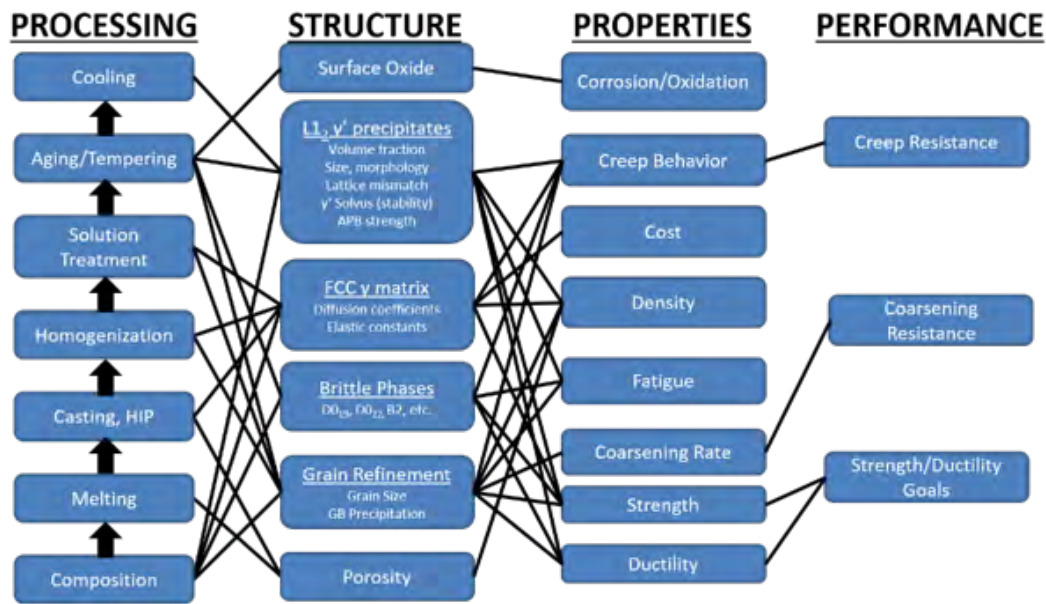 PROCESSING
STRUCTURE
PROPERTIES
PERFORMANCE
Cooling
Aging/Tempering
Solution
Treatment
Homogenization
Casting, HIP
Melting
Composition
Surface Oxide
L1₂ γ' precipitates
Volume fraction
Size, morphology
Lattice mismatch
γ' Solvus (stability)
APB strength
FCC γ matrix
Diffusion coefficients
Elastic constants
Brittle Phases
D0₁₉, D0₂₂, B2, etc.
Grain Refinement
Grain Size
GB Precipitation
Porosity
Corrosion/Oxidation
Creep Behavior
Cost
Density
Fatigue
Coarsening Rate
Strength
Ductility
Creep Resistance
Coarsening
Resistance
Strength/Ductility
Goals